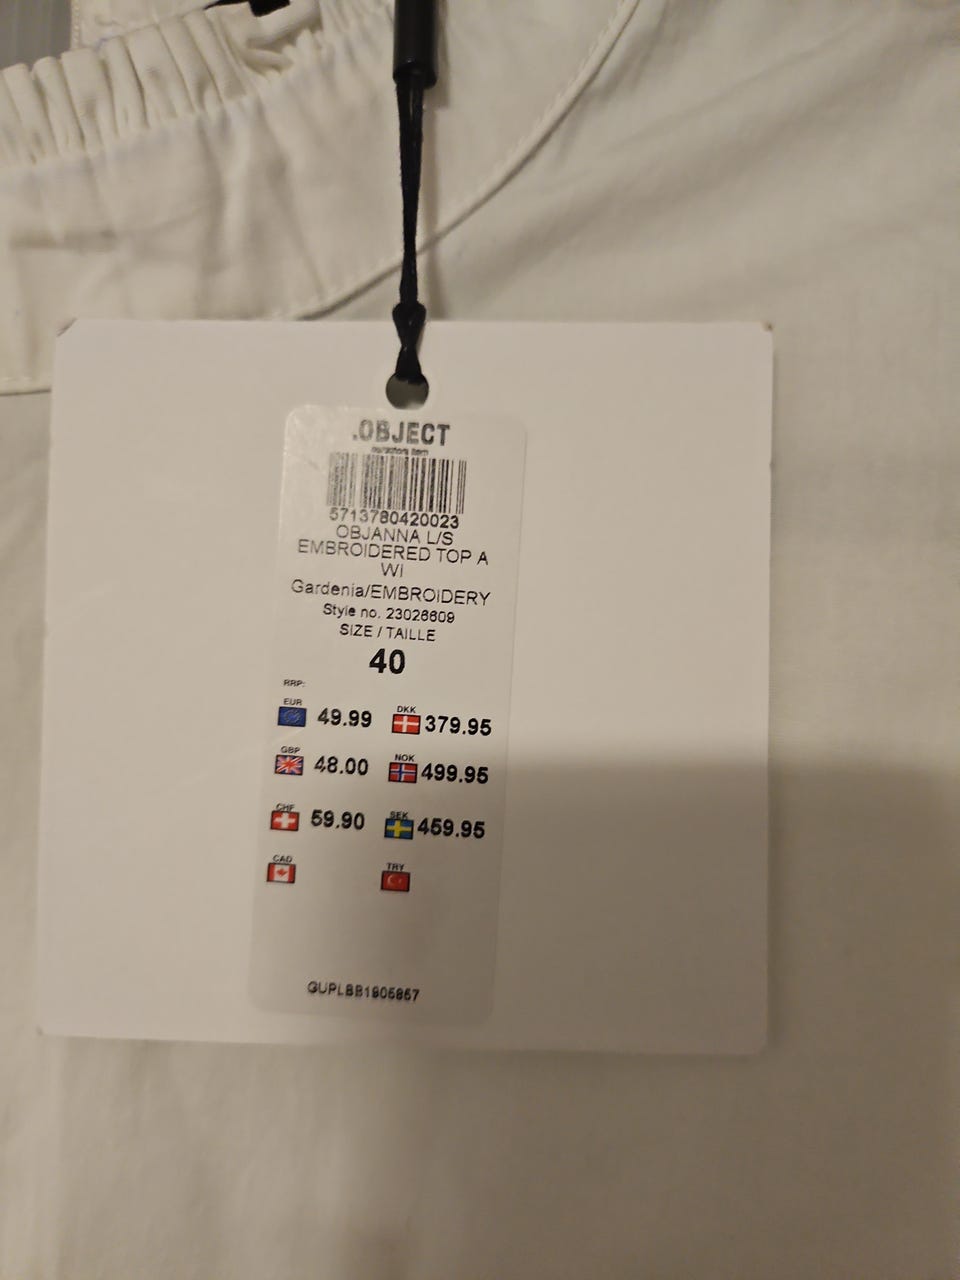 .OBJECT
5713780420023
OBJANNA L/S
EMBROIDERED TOP A
WI
Gardenia/EMBROIDERY
Style no. 23026609
SIZE / TAILLE
40
RRP:
EUR 49.99 DKK 379.95
GBP 48.00 NOK 499.95
CHF 59.90 SEK 459.95
CAD TRY
GUPLBB1905857